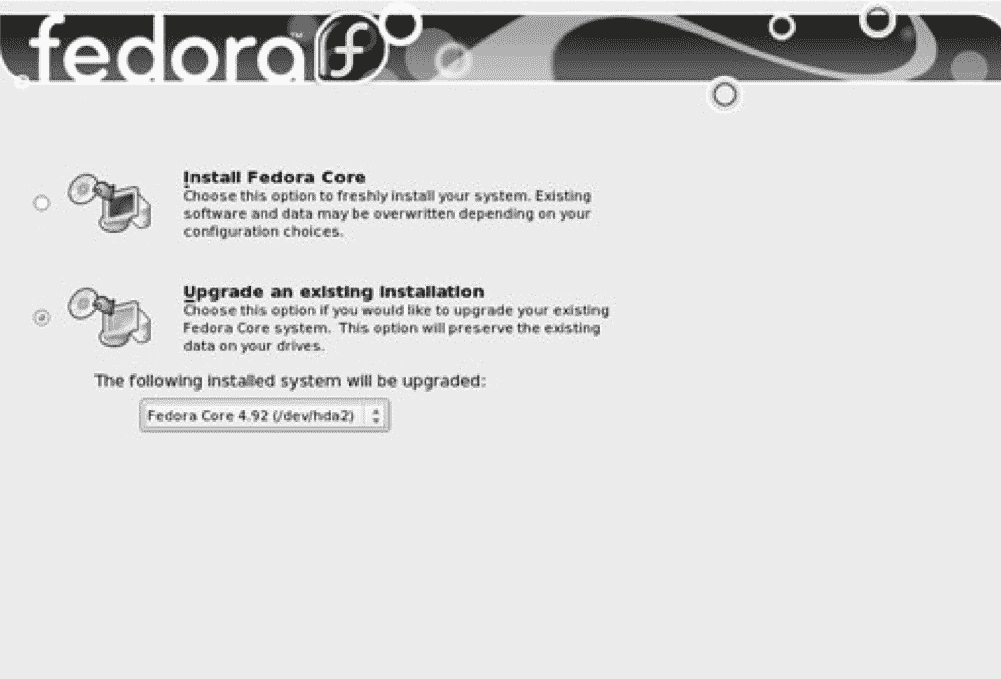 fedora™
Install Fedora Core
Choose this option to freshly install your system. Existing
software and data may be overwritten depending on your
configuration choices.
Upgrade an existing installation
Choose this option if you would like to upgrade your existing
Fedora Core system. This option will preserve the existing
data on your drives.
The following installed system will be upgraded:
Fedora Core 4.92 (/dev/hda2)